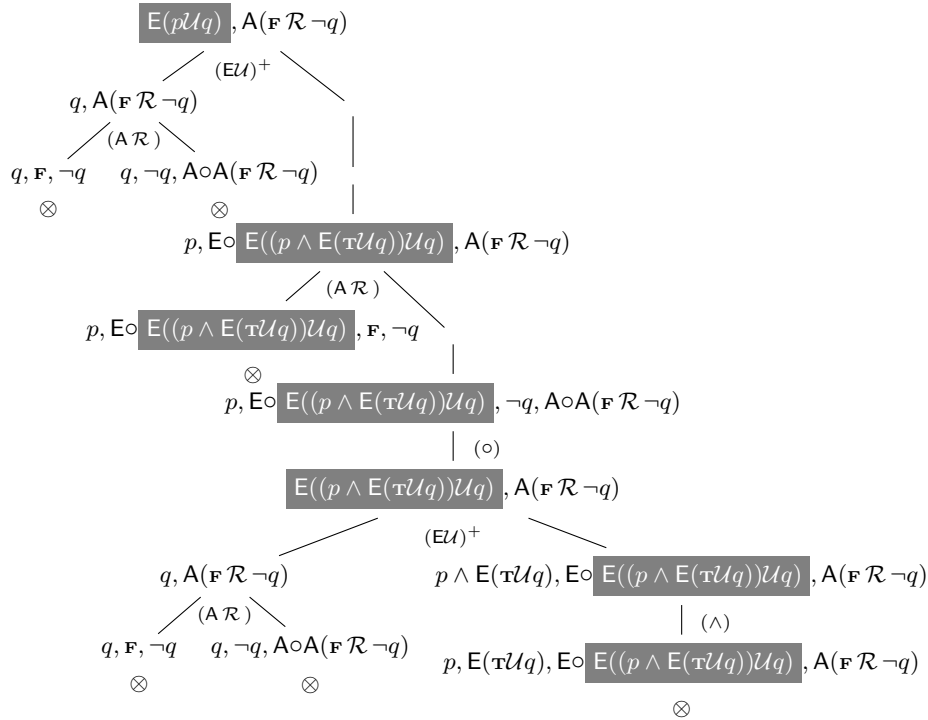 E(p𝒰q), A(F ℛ ¬q)
(E𝒰)⁺
q, A(F ℛ ¬q)
(A ℛ)
q, F, ¬q q, ¬q, A∘A(F ℛ ¬q)
⊗ ⊗
p, E∘ E((p ∧ E(T𝒰q))𝒰q), A(F ℛ ¬q)
(A ℛ)
p, E∘ E((p ∧ E(T𝒰q))𝒰q), F, ¬q
⊗
p, E∘ E((p ∧ E(T𝒰q))𝒰q), ¬q, A∘A(F ℛ ¬q)
(∘)
E((p ∧ E(T𝒰q))𝒰q), A(F ℛ ¬q)
(E𝒰)⁺
q, A(F ℛ ¬q) p ∧ E(T𝒰q), E∘ E((p ∧ E(T𝒰q))𝒰q), A(F ℛ ¬q)
(A ℛ) (∧)
q, F, ¬q q, ¬q, A∘A(F ℛ ¬q) p, E(T𝒰q), E∘ E((p ∧ E(T𝒰q))𝒰q), A(F ℛ ¬q)
⊗ ⊗ ⊗